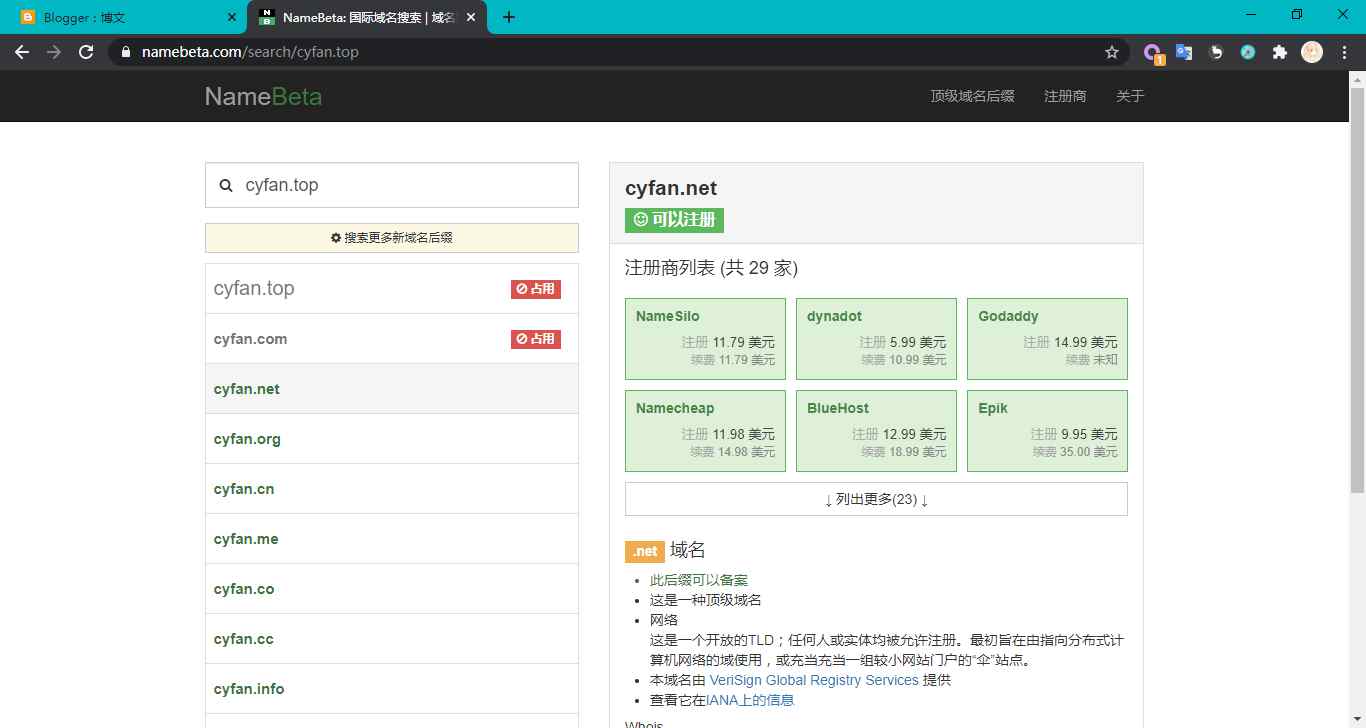 Blogger：博文
NameBeta: 国际域名搜索 | 域名
namebeta.com/search/cyfan.top
1
NameBeta
顶级域名后缀
注册商
关于
cyfan.top
搜索更多新域名后缀
cyfan.top
占用
cyfan.com
占用
cyfan.net
cyfan.org
cyfan.cn
cyfan.me
cyfan.co
cyfan.cc
cyfan.info
cyfan.net
可以注册
注册商列表 (共 29 家)
NameSilo
注册 11.79 美元
续费 11.79 美元
dynadot
注册 5.99 美元
续费 10.99 美元
Godaddy
注册 14.99 美元
续费 未知
Namecheap
注册 11.98 美元
续费 14.98 美元
BlueHost
注册 12.99 美元
续费 18.99 美元
Epik
注册 9.95 美元
续费 35.00 美元
↓ 列出更多(23) ↓
.net 域名
此后缀可以备案
这是一种顶级域名
网络
这是一个开放的TLD；任何人或实体均被允许注册。最初旨在由指向分布式计
算机网络的域使用，或充当充当一组较小网站门户的“伞”站点。
本域名由 VeriSign Global Registry Services 提供
查看它在IANA上的信息
Whois